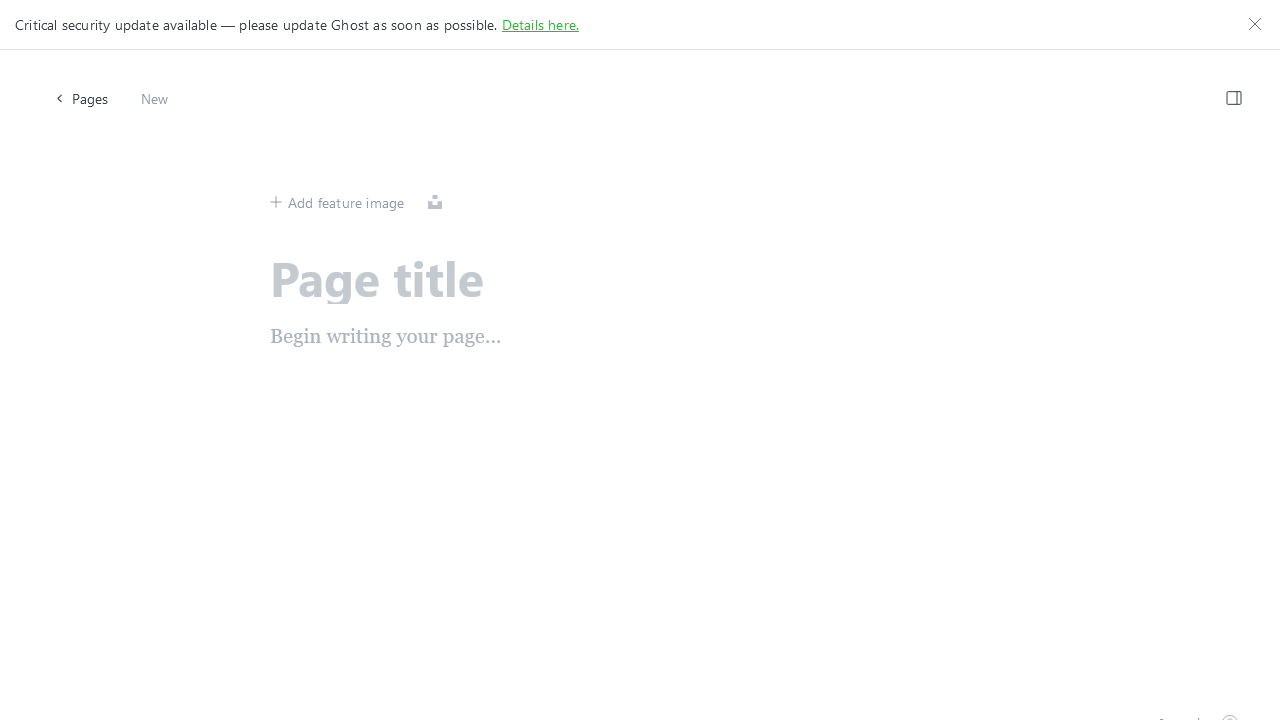 Critical security update available — please update Ghost as soon as possible. Details here.
Pages
New
Add feature image
Page title
Begin writing your page...